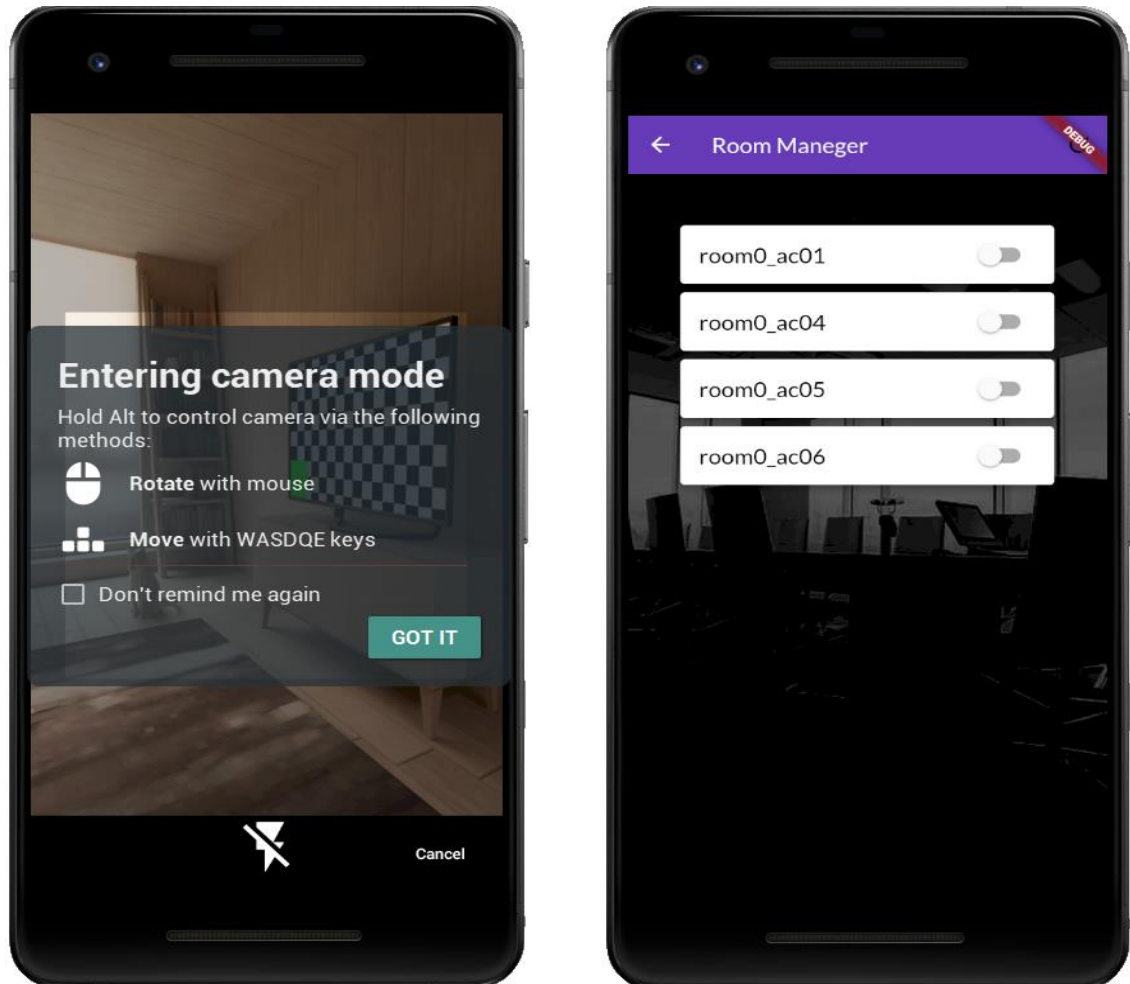 Entering camera mode
Hold Alt to control camera via the following
methods:
Rotate with mouse
Move with WASDQE keys
Don't remind me again
GOT IT
Cancel
Room Maneger
DEBUG
room0_ac01
room0_ac04
room0_ac05
room0_ac06